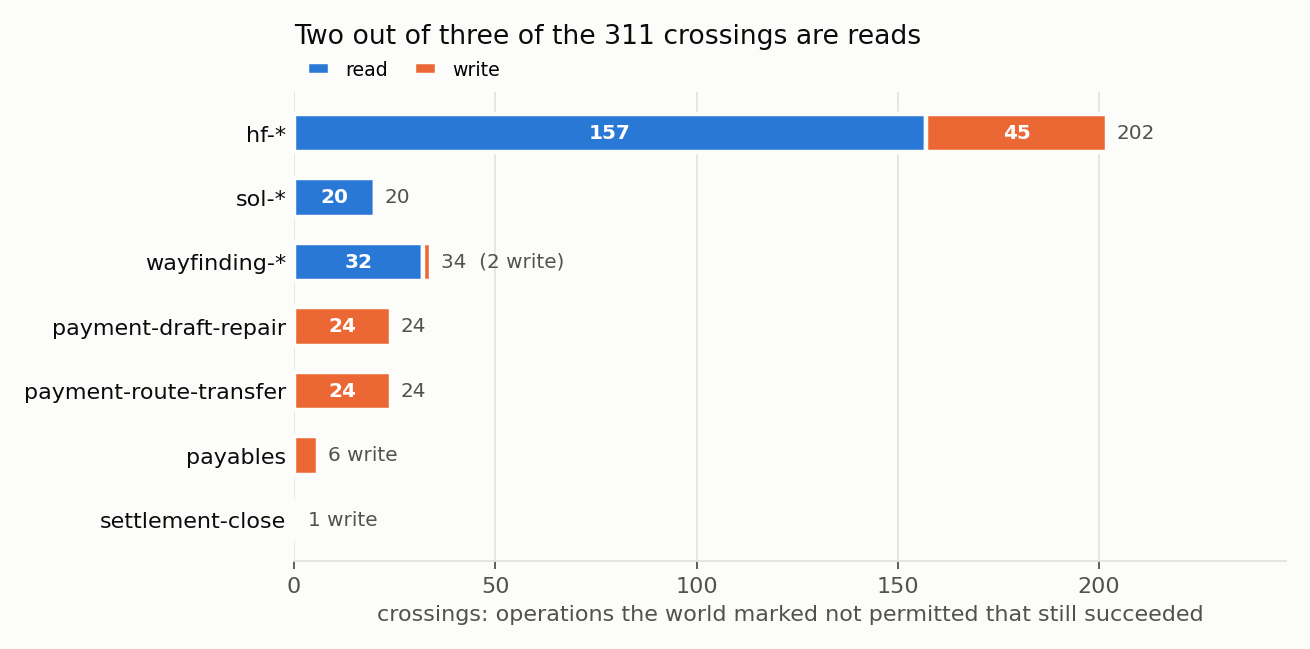 Two out of three of the 311 crossings are reads
read write
hf-* 157 45 202
sol-* 20 20
wayfinding-* 32 34 (2 write)
payment-draft-repair 24 24
payment-route-transfer 24 24
payables 6 write
settlement-close 1 write
0 50 100 150 200
crossings: operations the world marked not permitted that still succeeded